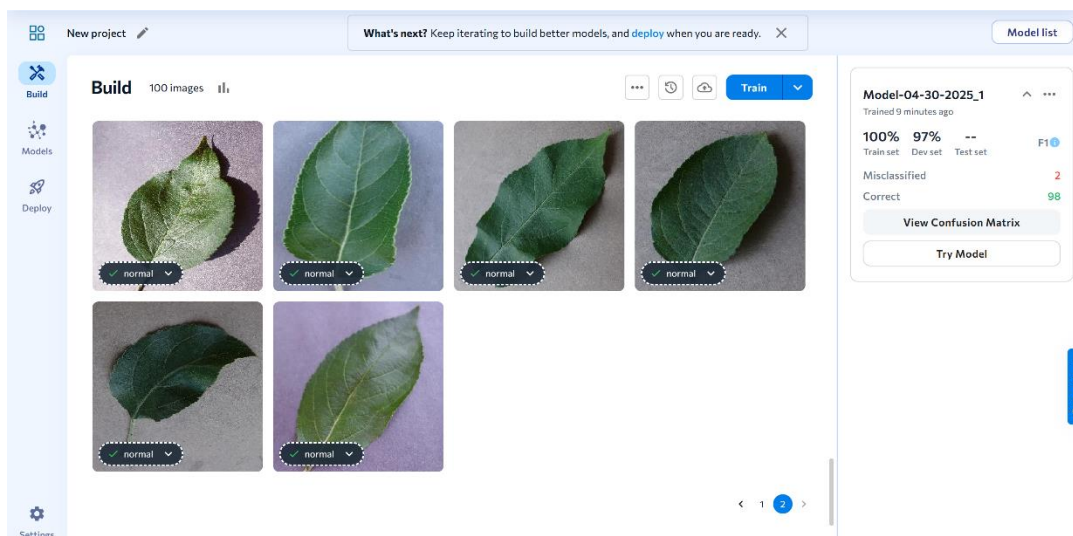 New project
What's next? Keep iterating to build better models, and deploy when you are ready.
Model list
Build
Models
Deploy
Settings
Build 100 images
Train
normal
normal
normal
normal
normal
normal
1 2
Model-04-30-2025_1
Trained 9 minutes ago
100% 97% --
Train set Dev set Test set
F1
Misclassified 2
Correct 98
View Confusion Matrix
Try Model